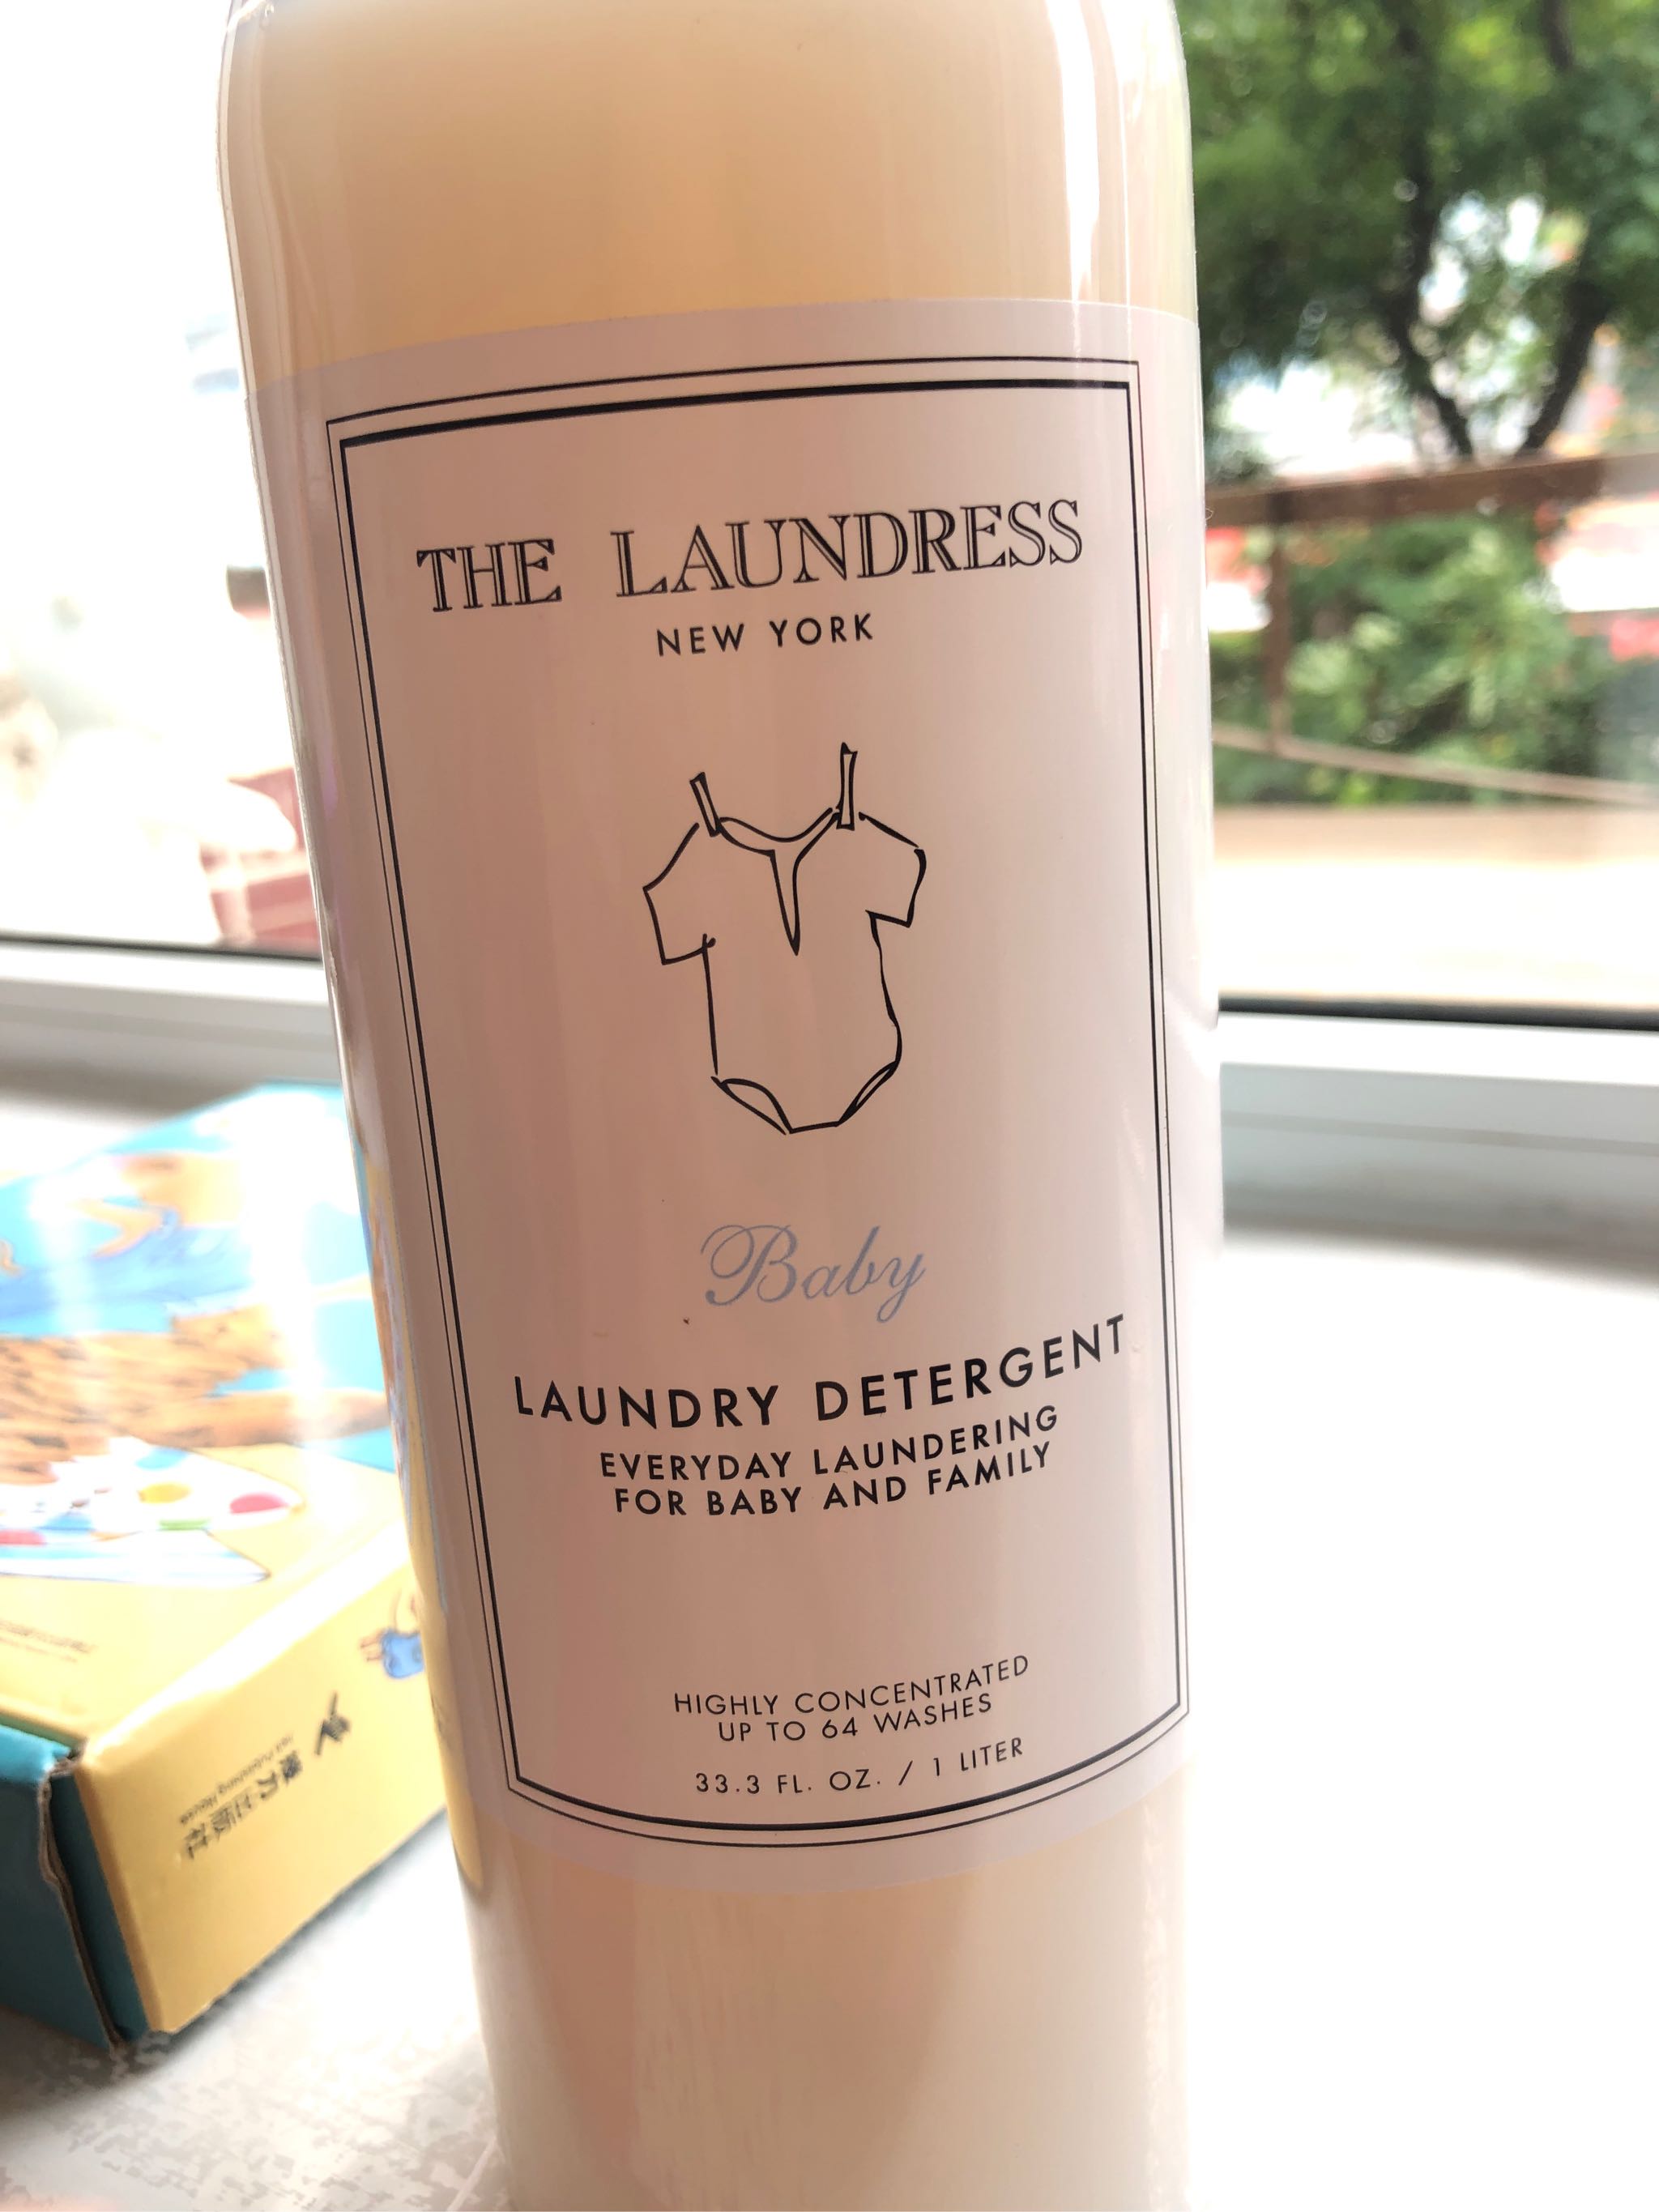 THE LAUNDRESS
NEW YORK
Baby
LAUNDRY DETERGENT
EVERYDAY LAUNDERING
FOR BABY AND FAMILY
HIGHLY CONCENTRATED
UP TO 64 WASHES
33.3 FL. OZ. / 1 LITER